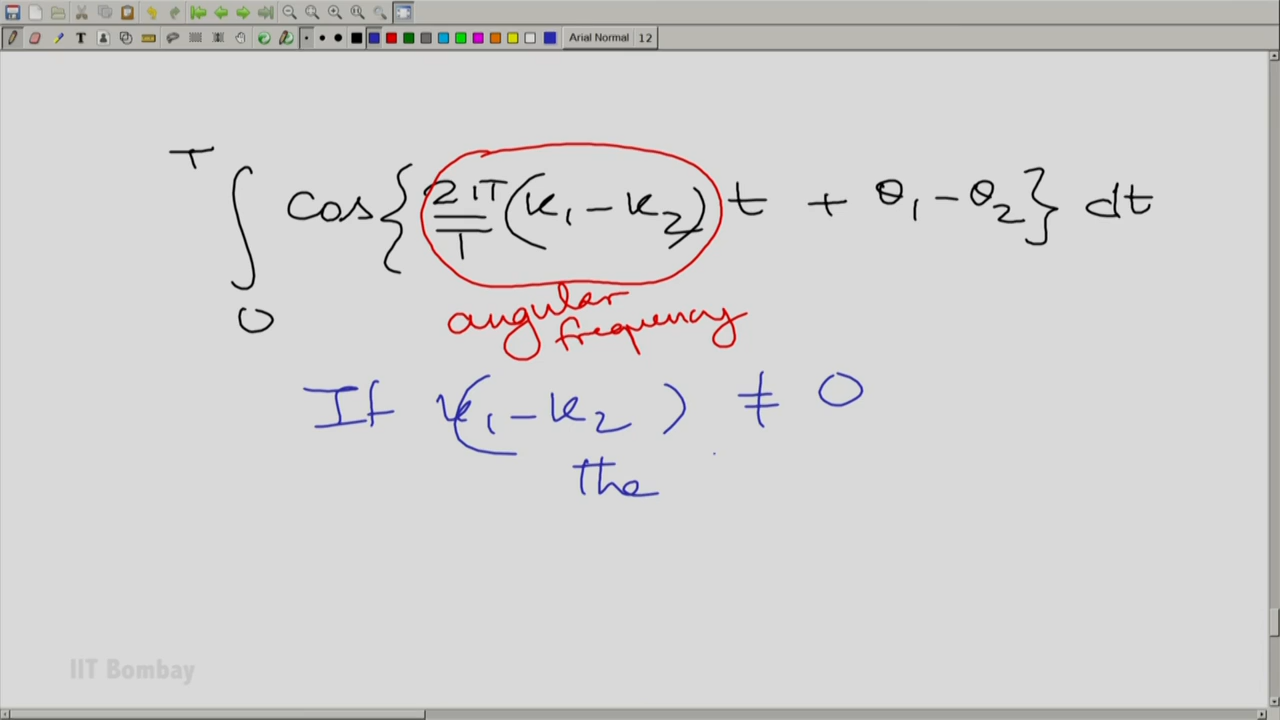 Arial Normal 12
T
∫ cos{ 2π/T (k₁ - k₂) t + θ₁ - θ₂ } dt
0
angular
frequency
If (k₁ - k₂) ≠ 0
the
IIT Bombay